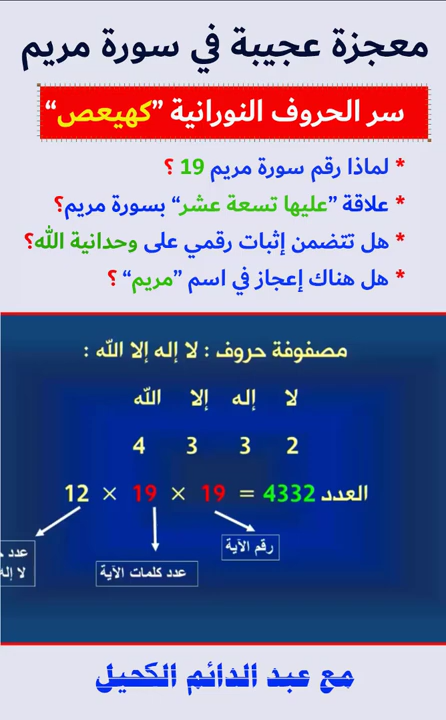 معجزة عجيبة في سورة مريم
سر الحروف النورانية ”كهيعص“
* لماذا رقم سورة مريم 19 ؟
* علاقة ”عليها تسعة عشر“ بسورة مريم؟
* هل تتضمن إثبات رقمي على وحدانية الله؟
* هل هناك إعجاز في اسم ”مريم“ ؟
مصفوفة حروف : لا إله إلا الله :
لا إله إلا الله
2 3 3 4
العدد 4332 = 19 × 19 × 12
رقم الآية
عدد كلمات الآية
عدد
لا إله
مع عبد الدائم الكحيل